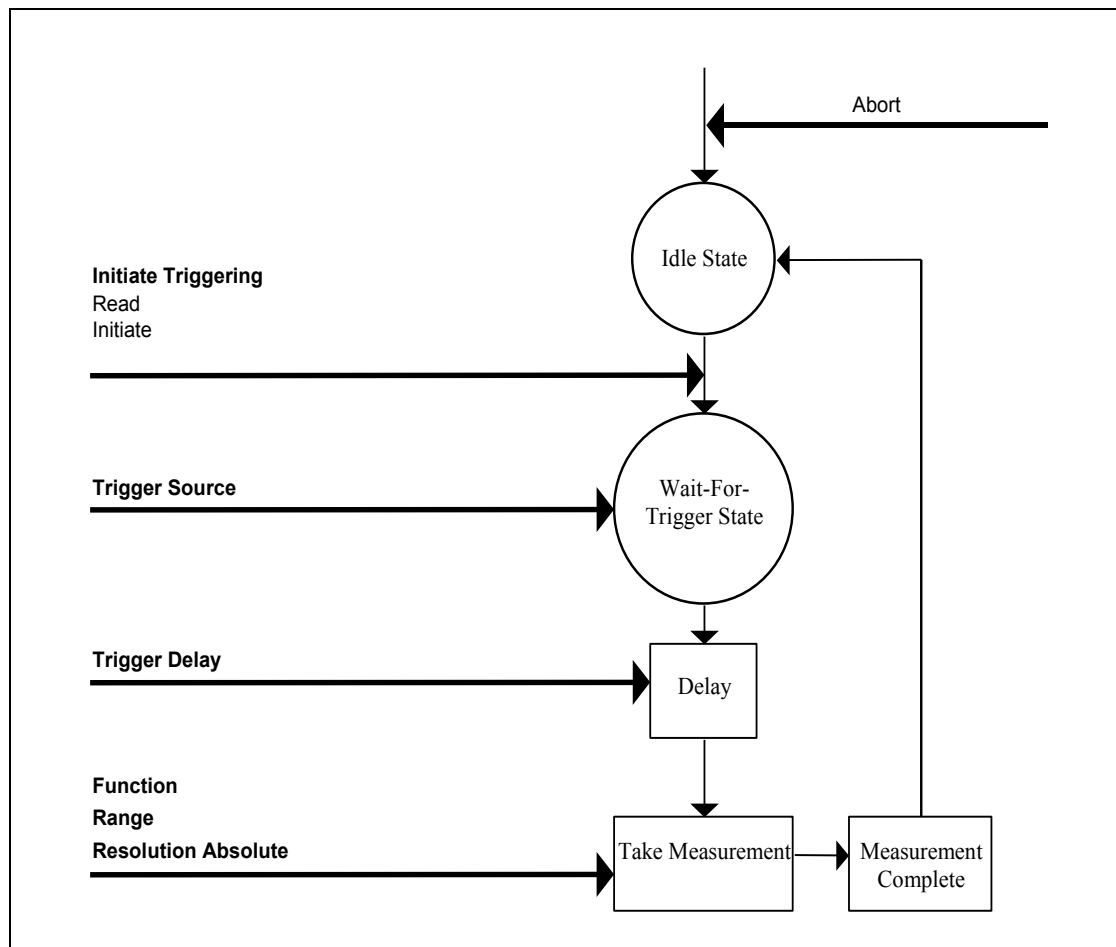 Abort
Idle State
Initiate Triggering
Read
Initiate
Trigger Source
Wait-For-
Trigger State
Trigger Delay
Delay
Function
Range
Resolution Absolute
Take Measurement
Measurement
Complete